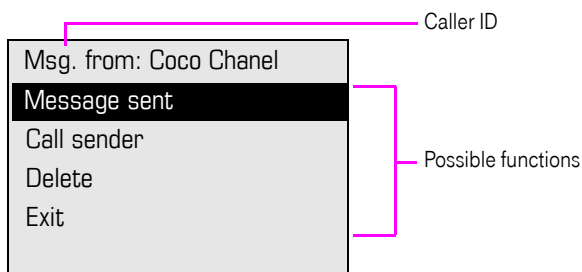 Caller ID
Msg. from: Coco Chanel
Message sent
Call sender
Delete
Exit
Possible functions